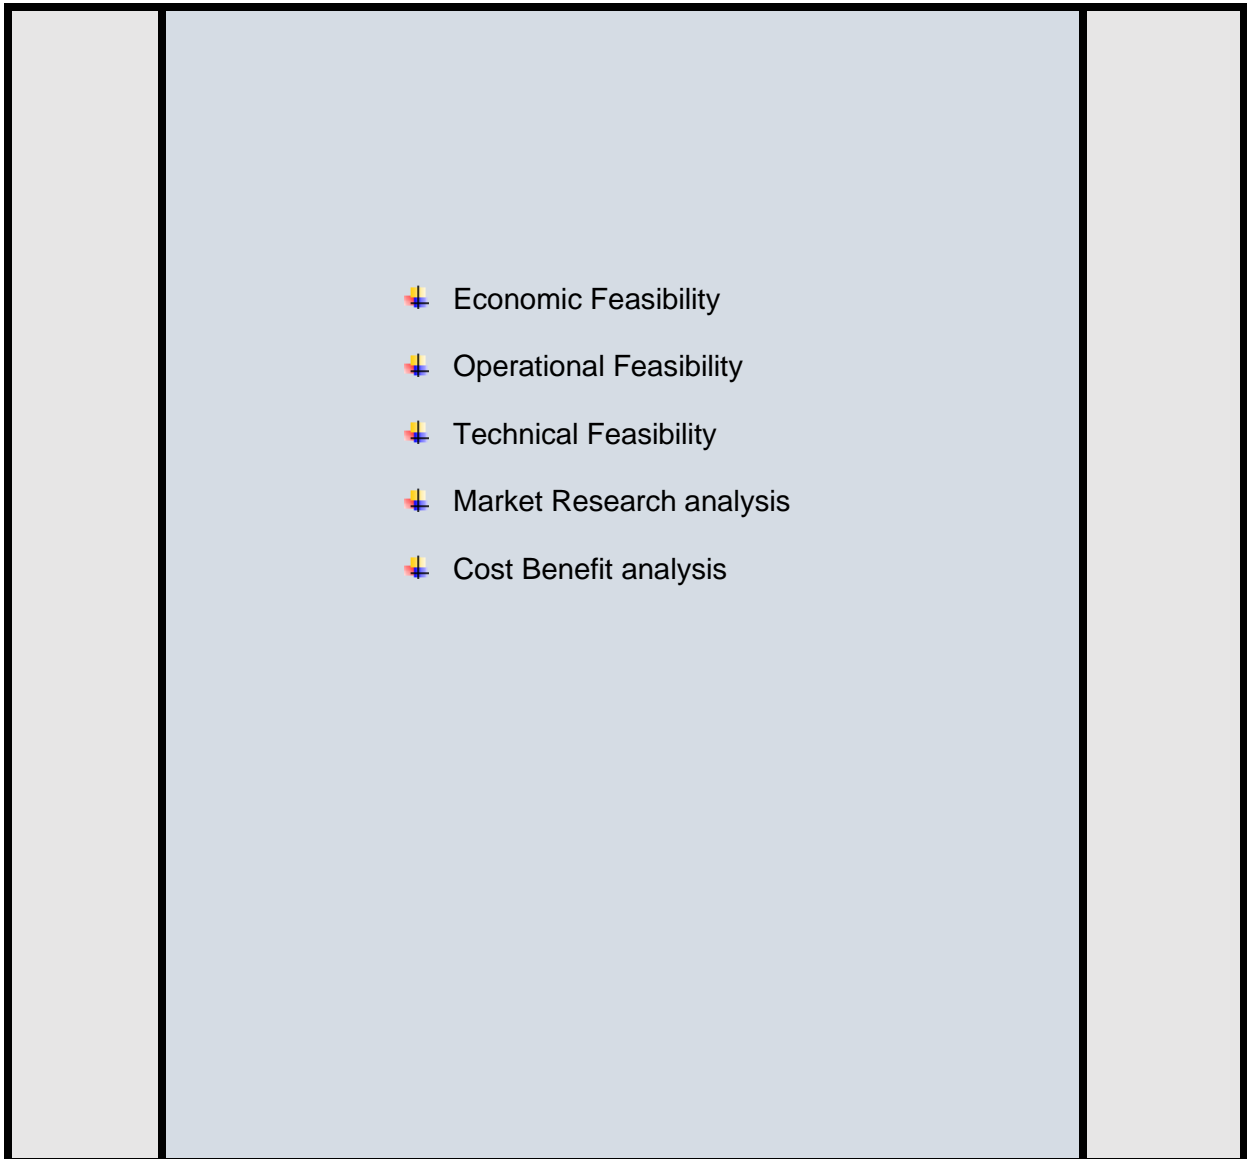 Economic Feasibility
Operational Feasibility
Technical Feasibility
Market Research analysis
Cost Benefit analysis